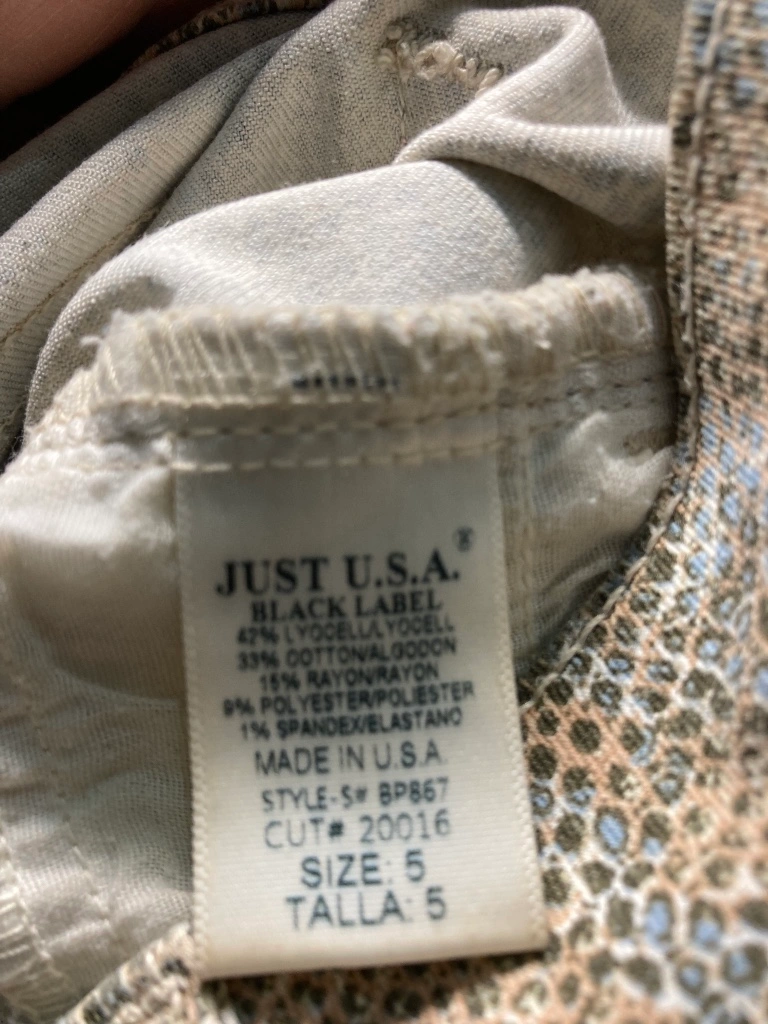 JUST U.S.A.®
BLACK LABEL
42% LYOCELL/LYOCELL
33% COTTON/ALGODON
15% RAYON/RAYON
9% POLYESTER/POLIESTER
1% SPANDEX/ELASTANO
MADE IN U.S.A.
STYLE-S# BP867
CUT# 20016
SIZE: 5
TALLA: 5